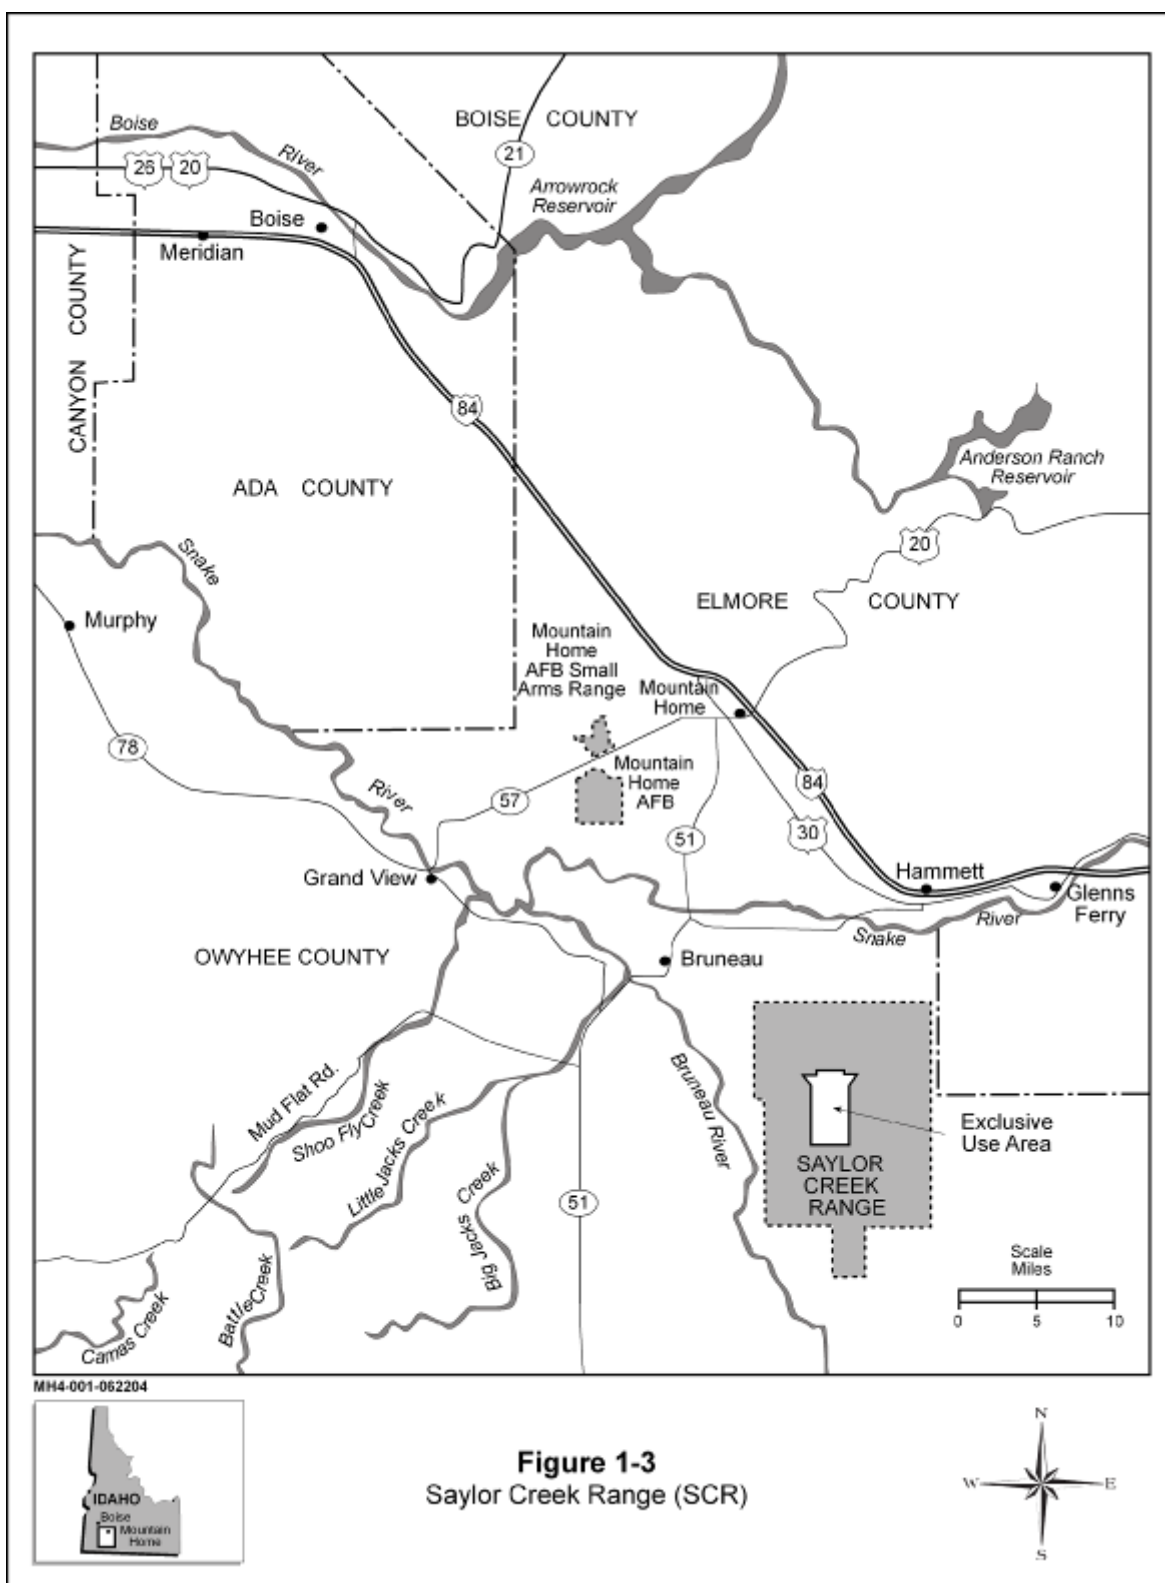 Boise
River
BOISE COUNTY
26
20
21
Arrowrock
Reservoir
Boise
Meridian
CANYON COUNTY
84
ADA COUNTY
Anderson Ranch
Reservoir
20
Snake
ELMORE COUNTY
Murphy
Mountain
Home
AFB Small
Arms Range
Mountain
Home
78
River
57
Mountain
Home
AFB
84
30
51
Grand View
Hammett
Glenns
Ferry
Snake
River
OWYHEE COUNTY
Bruneau
Mud Flat Rd.
Shoo Fly Creek
Little Jacks Creek
Big Jacks Creek
Bruneau River
Exclusive
Use Area
SAYLOR
CREEK
RANGE
51
Battle Creek
Camas Creek
Scale
Miles
0 5 10
MH4-001-062204
IDAHO
Boise
Mountain
Home
Figure 1-3
Saylor Creek Range (SCR)
N
W
E
S